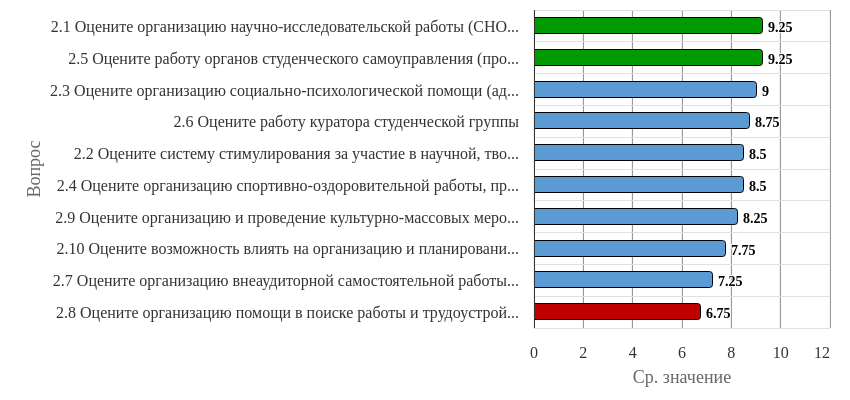 2.1 Оцените организацию научно-исследовательской работы (СНО... 9.25
2.5 Оцените работу органов студенческого самоуправления (про... 9.25
2.3 Оцените организацию социально-психологической помощи (ад... 9
2.6 Оцените работу куратора студенческой группы 8.75
2.2 Оцените систему стимулирования за участие в научной, тво... 8.5
2.4 Оцените организацию спортивно-оздоровительной работы, пр... 8.5
2.9 Оцените организацию и проведение культурно-массовых меро... 8.25
2.10 Оцените возможность влиять на организацию и планировани... 7.75
2.7 Оцените организацию внеаудиторной самостоятельной работы... 7.25
2.8 Оцените организацию помощи в поиске работы и трудоустрой... 6.75
Вопрос
0 2 4 6 8 10 12
Ср. значение